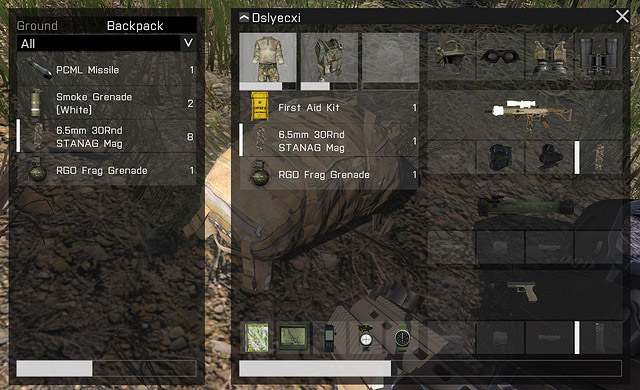 Ground
Backpack
All
PCML Missile 1
Smoke Grenade
(White) 2
6.5mm 30Rnd
STANAG Mag 8
RGO Frag Grenade 1
Dslyecxi
First Aid Kit 1
6.5mm 30Rnd
STANAG Mag 1
RGO Frag Grenade 1